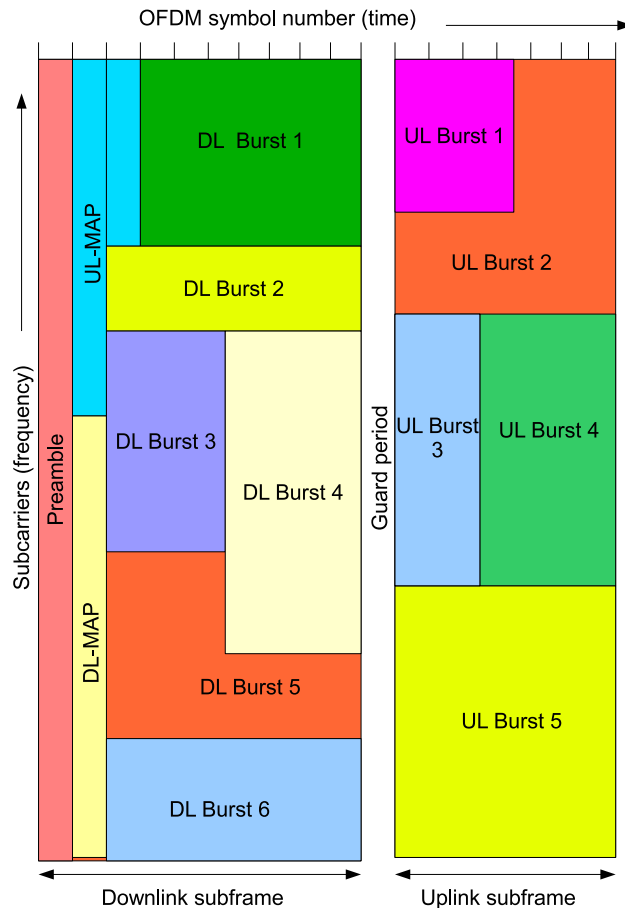 OFDM symbol number (time)
Subcarriers (frequency)
Preamble
UL-MAP
DL-MAP
DL  Burst 1
DL Burst 2
DL Burst 3
DL Burst 4
DL Burst 5
DL Burst 6
Guard period
UL Burst 1
UL Burst 2
UL Burst
3
UL Burst 4
UL Burst 5
Downlink subframe
Uplink subframe